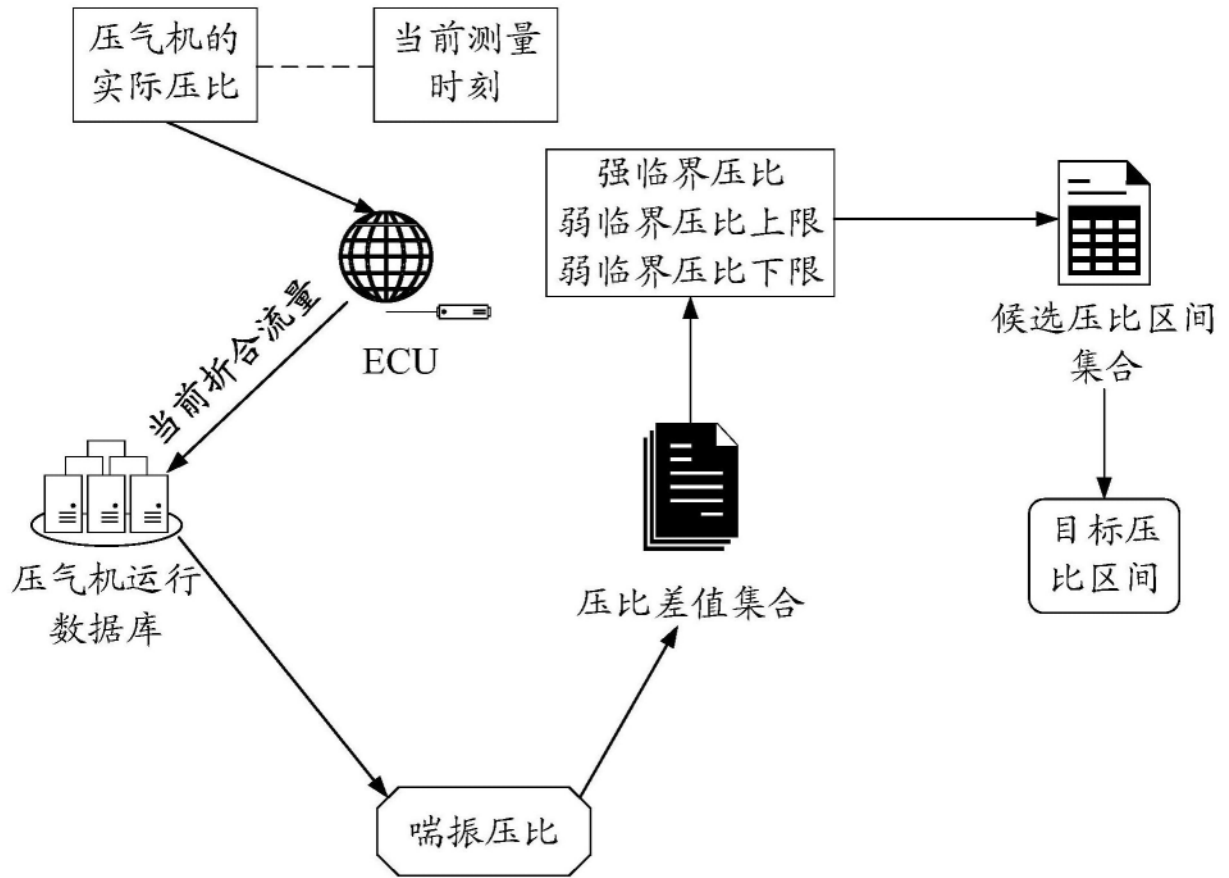 压气机的
实际压比
当前测量
时刻
强临界压比
弱临界压比上限
弱临界压比下限
ECU
当前折合流量
候选压比区间
集合
压气机运行
数据库
压比差值集合
目标压
比区间
喘振压比